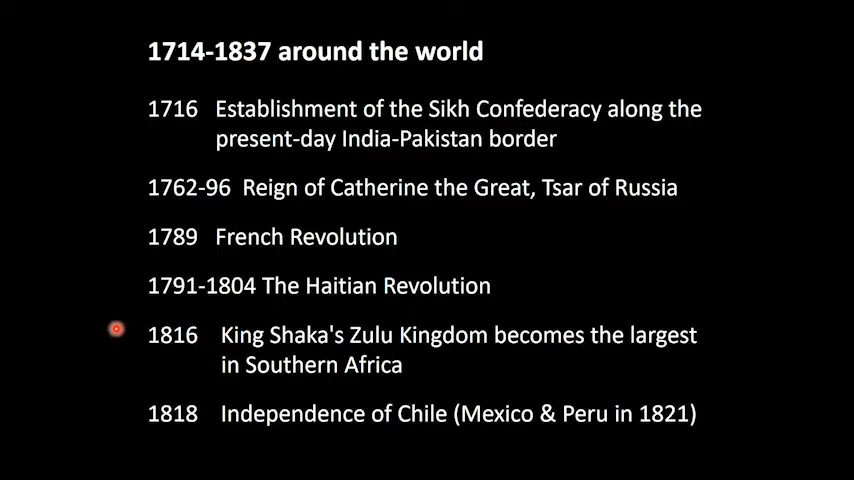 1714-1837 around the world
1716 Establishment of the Sikh Confederacy along the
present-day India-Pakistan border
1762-96 Reign of Catherine the Great, Tsar of Russia
1789 French Revolution
1791-1804 The Haitian Revolution
1816 King Shaka's Zulu Kingdom becomes the largest
in Southern Africa
1818 Independence of Chile (Mexico & Peru in 1821)